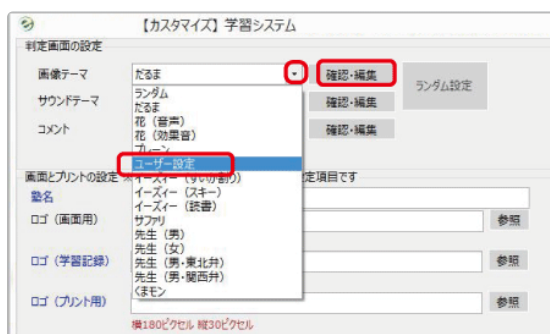 【カスタマイズ】学習システム
判定画面の設定
画像テーマ
だるま
確認・編集
ランダム設定
サウンドテーマ
確認・編集
コメント
確認・編集
ランダム
だるま
花(音声)
花(効果音)
プレーン
ユーザー設定
イーズィー(すいか割り)
イーズィー(スキー)
イーズィー(読書)
サファリ
先生(男)
先生(女)
先生(男・東北弁)
先生(男・関西弁)
くまモン
画面とプリントの設定
定項目です
塾名
ロゴ(画面用)
参照
ロゴ(学習記録)
参照
ロゴ(プリント用)
参照
横180ピクセル 縦30ピクセル